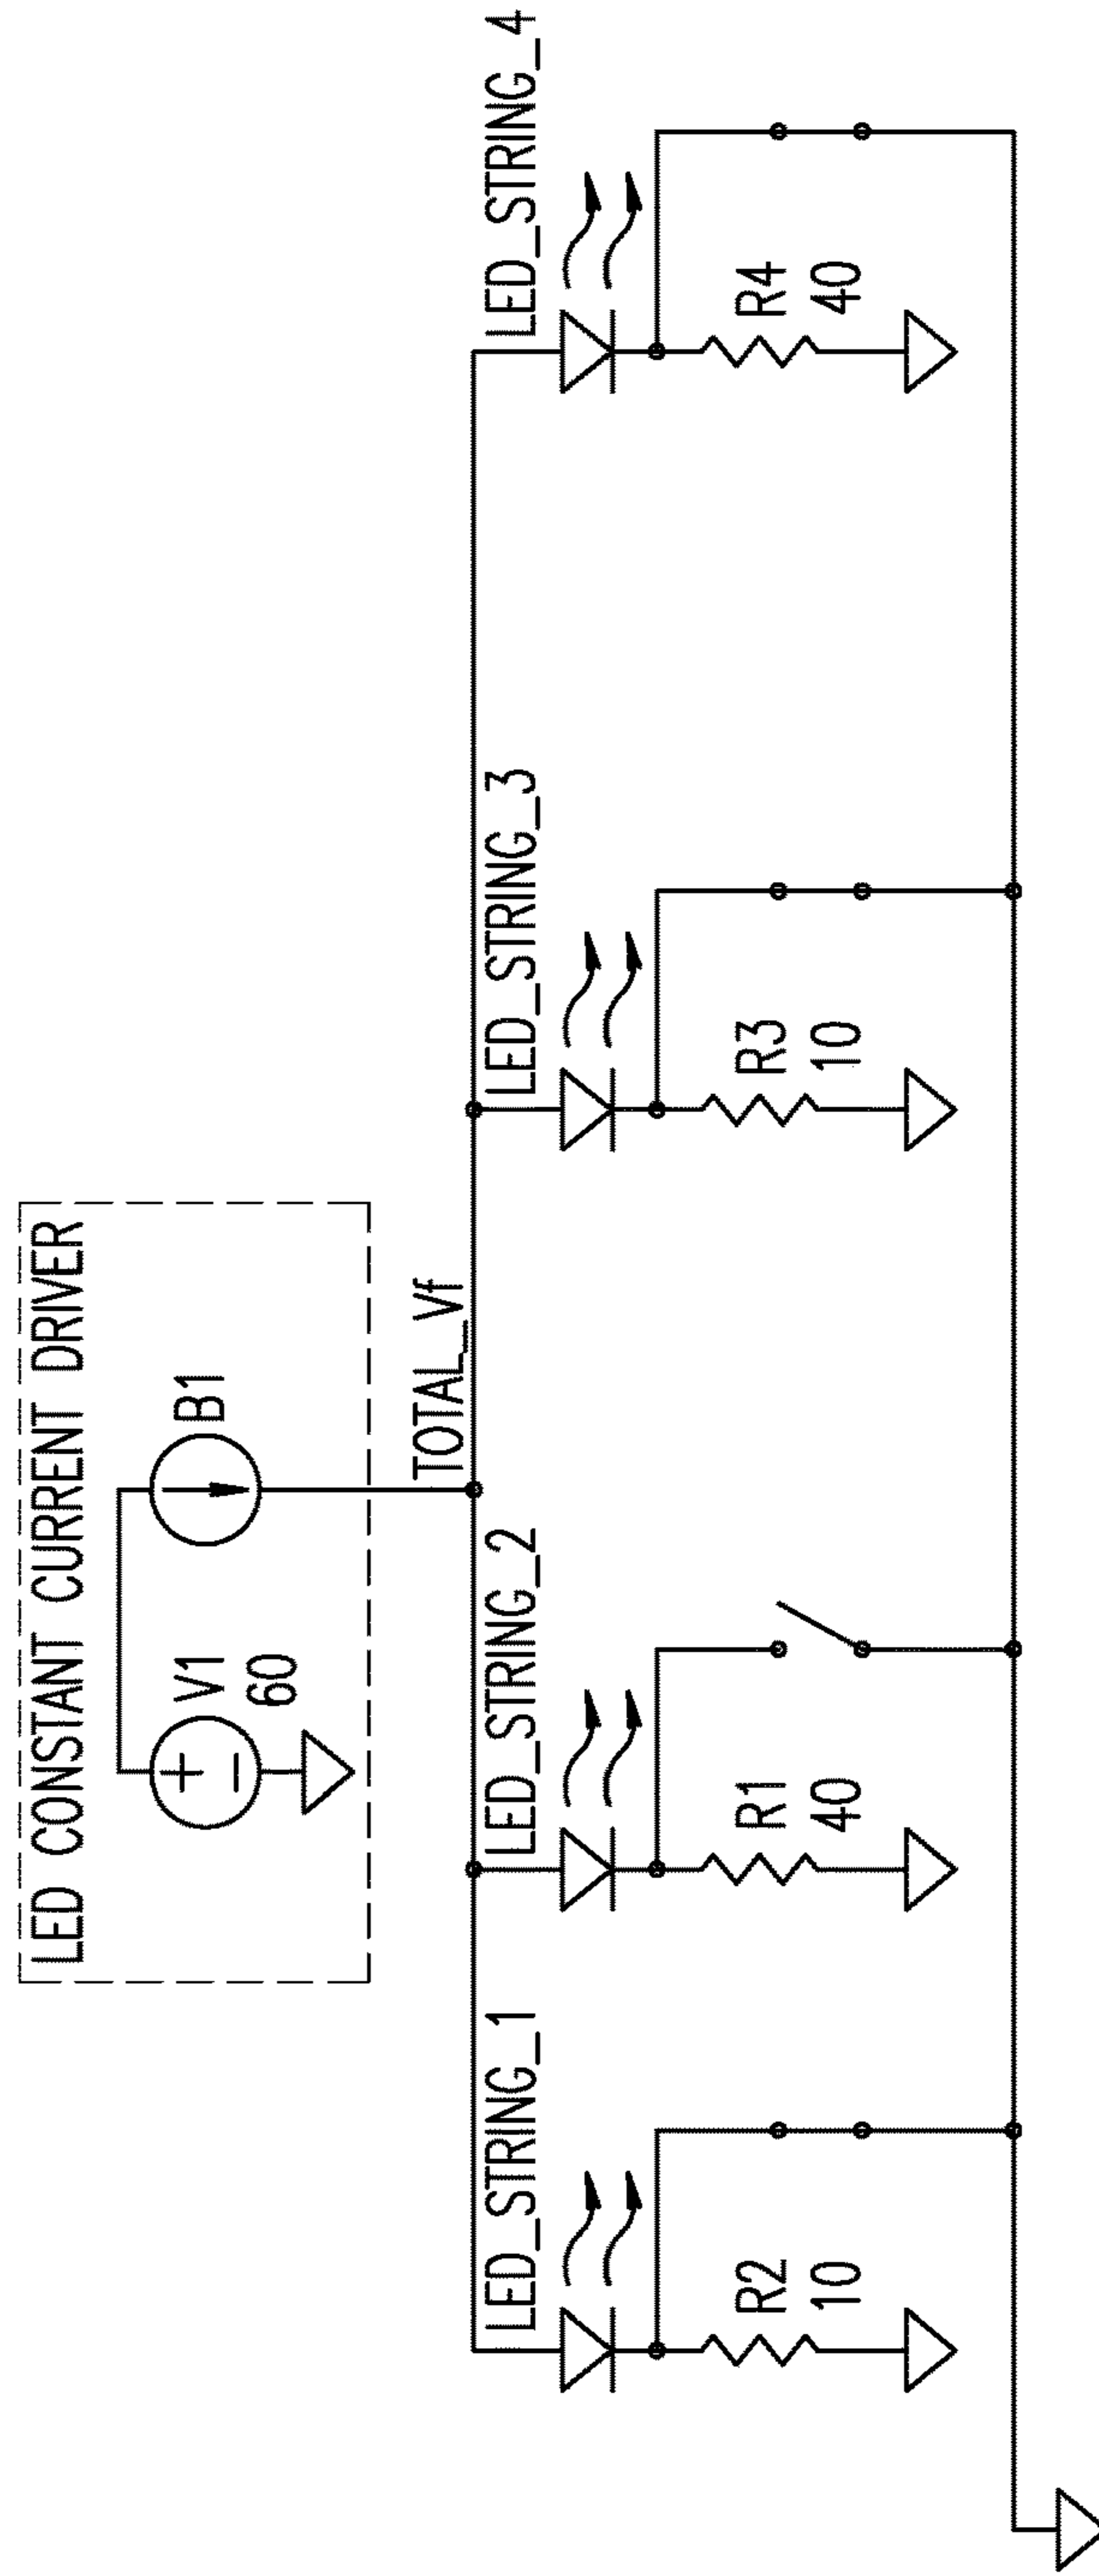 LED CONSTANT CURRENT DRIVER
V1
60
B1
TOTAL_Vf
LED_STRING_1
LED_STRING_2
LED_STRING_3
LED_STRING_4
R2
10
R1
40
R3
10
R4
40